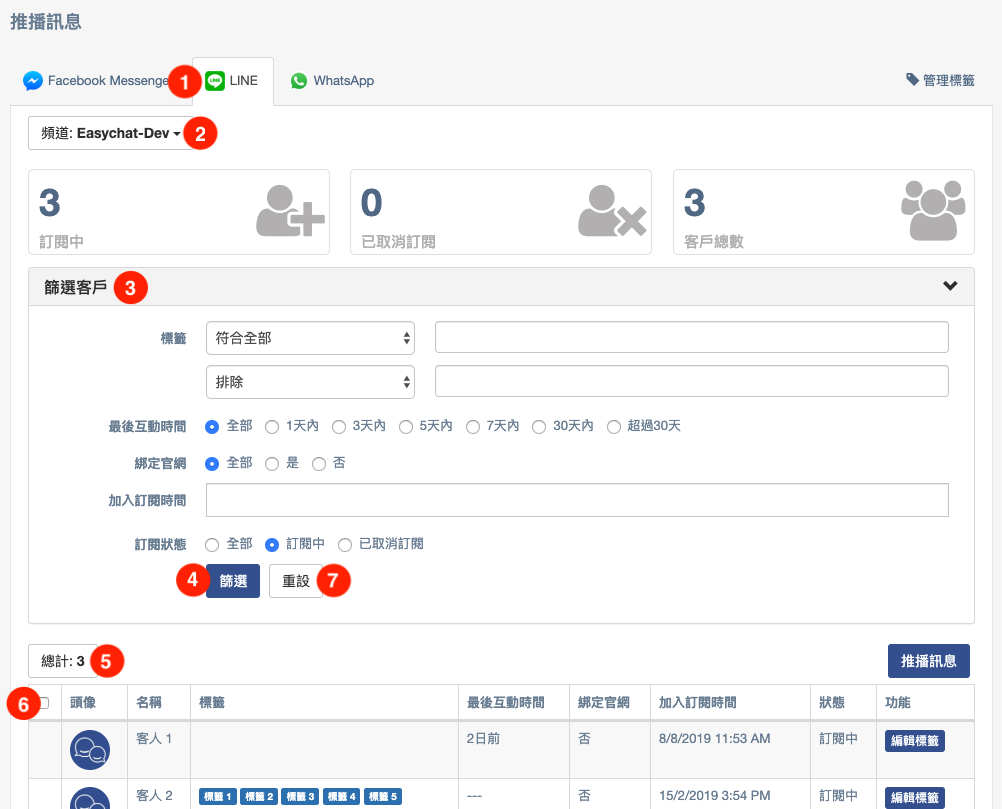 推播訊息
Facebook Messenge 1 LINE WhatsApp 管理標籤
頻道: Easychat-Dev 2
3 0 3
訂閱中 已取消訂閱 客戶總數
篩選客戶 3
標籤 符合全部
排除
最後互動時間 全部 1天內 3天內 5天內 7天內 30天內 超過30天
綁定官網 全部 是 否
加入訂閱時間
訂閱狀態 全部 訂閱中 已取消訂閱
4 篩選 重設 7
總計: 3 5 推播訊息
6 頭像 名稱 標籤 最後互動時間 綁定官網 加入訂閱時間 狀態 功能
客人 1 2日前 否 8/8/2019 11:53 AM 訂閱中 編輯標籤
客人 2 標籤 1 標籤 2 標籤 3 標籤 4 標籤 5 --- 否 15/2/2019 3:54 PM 訂閱中 編輯標籤